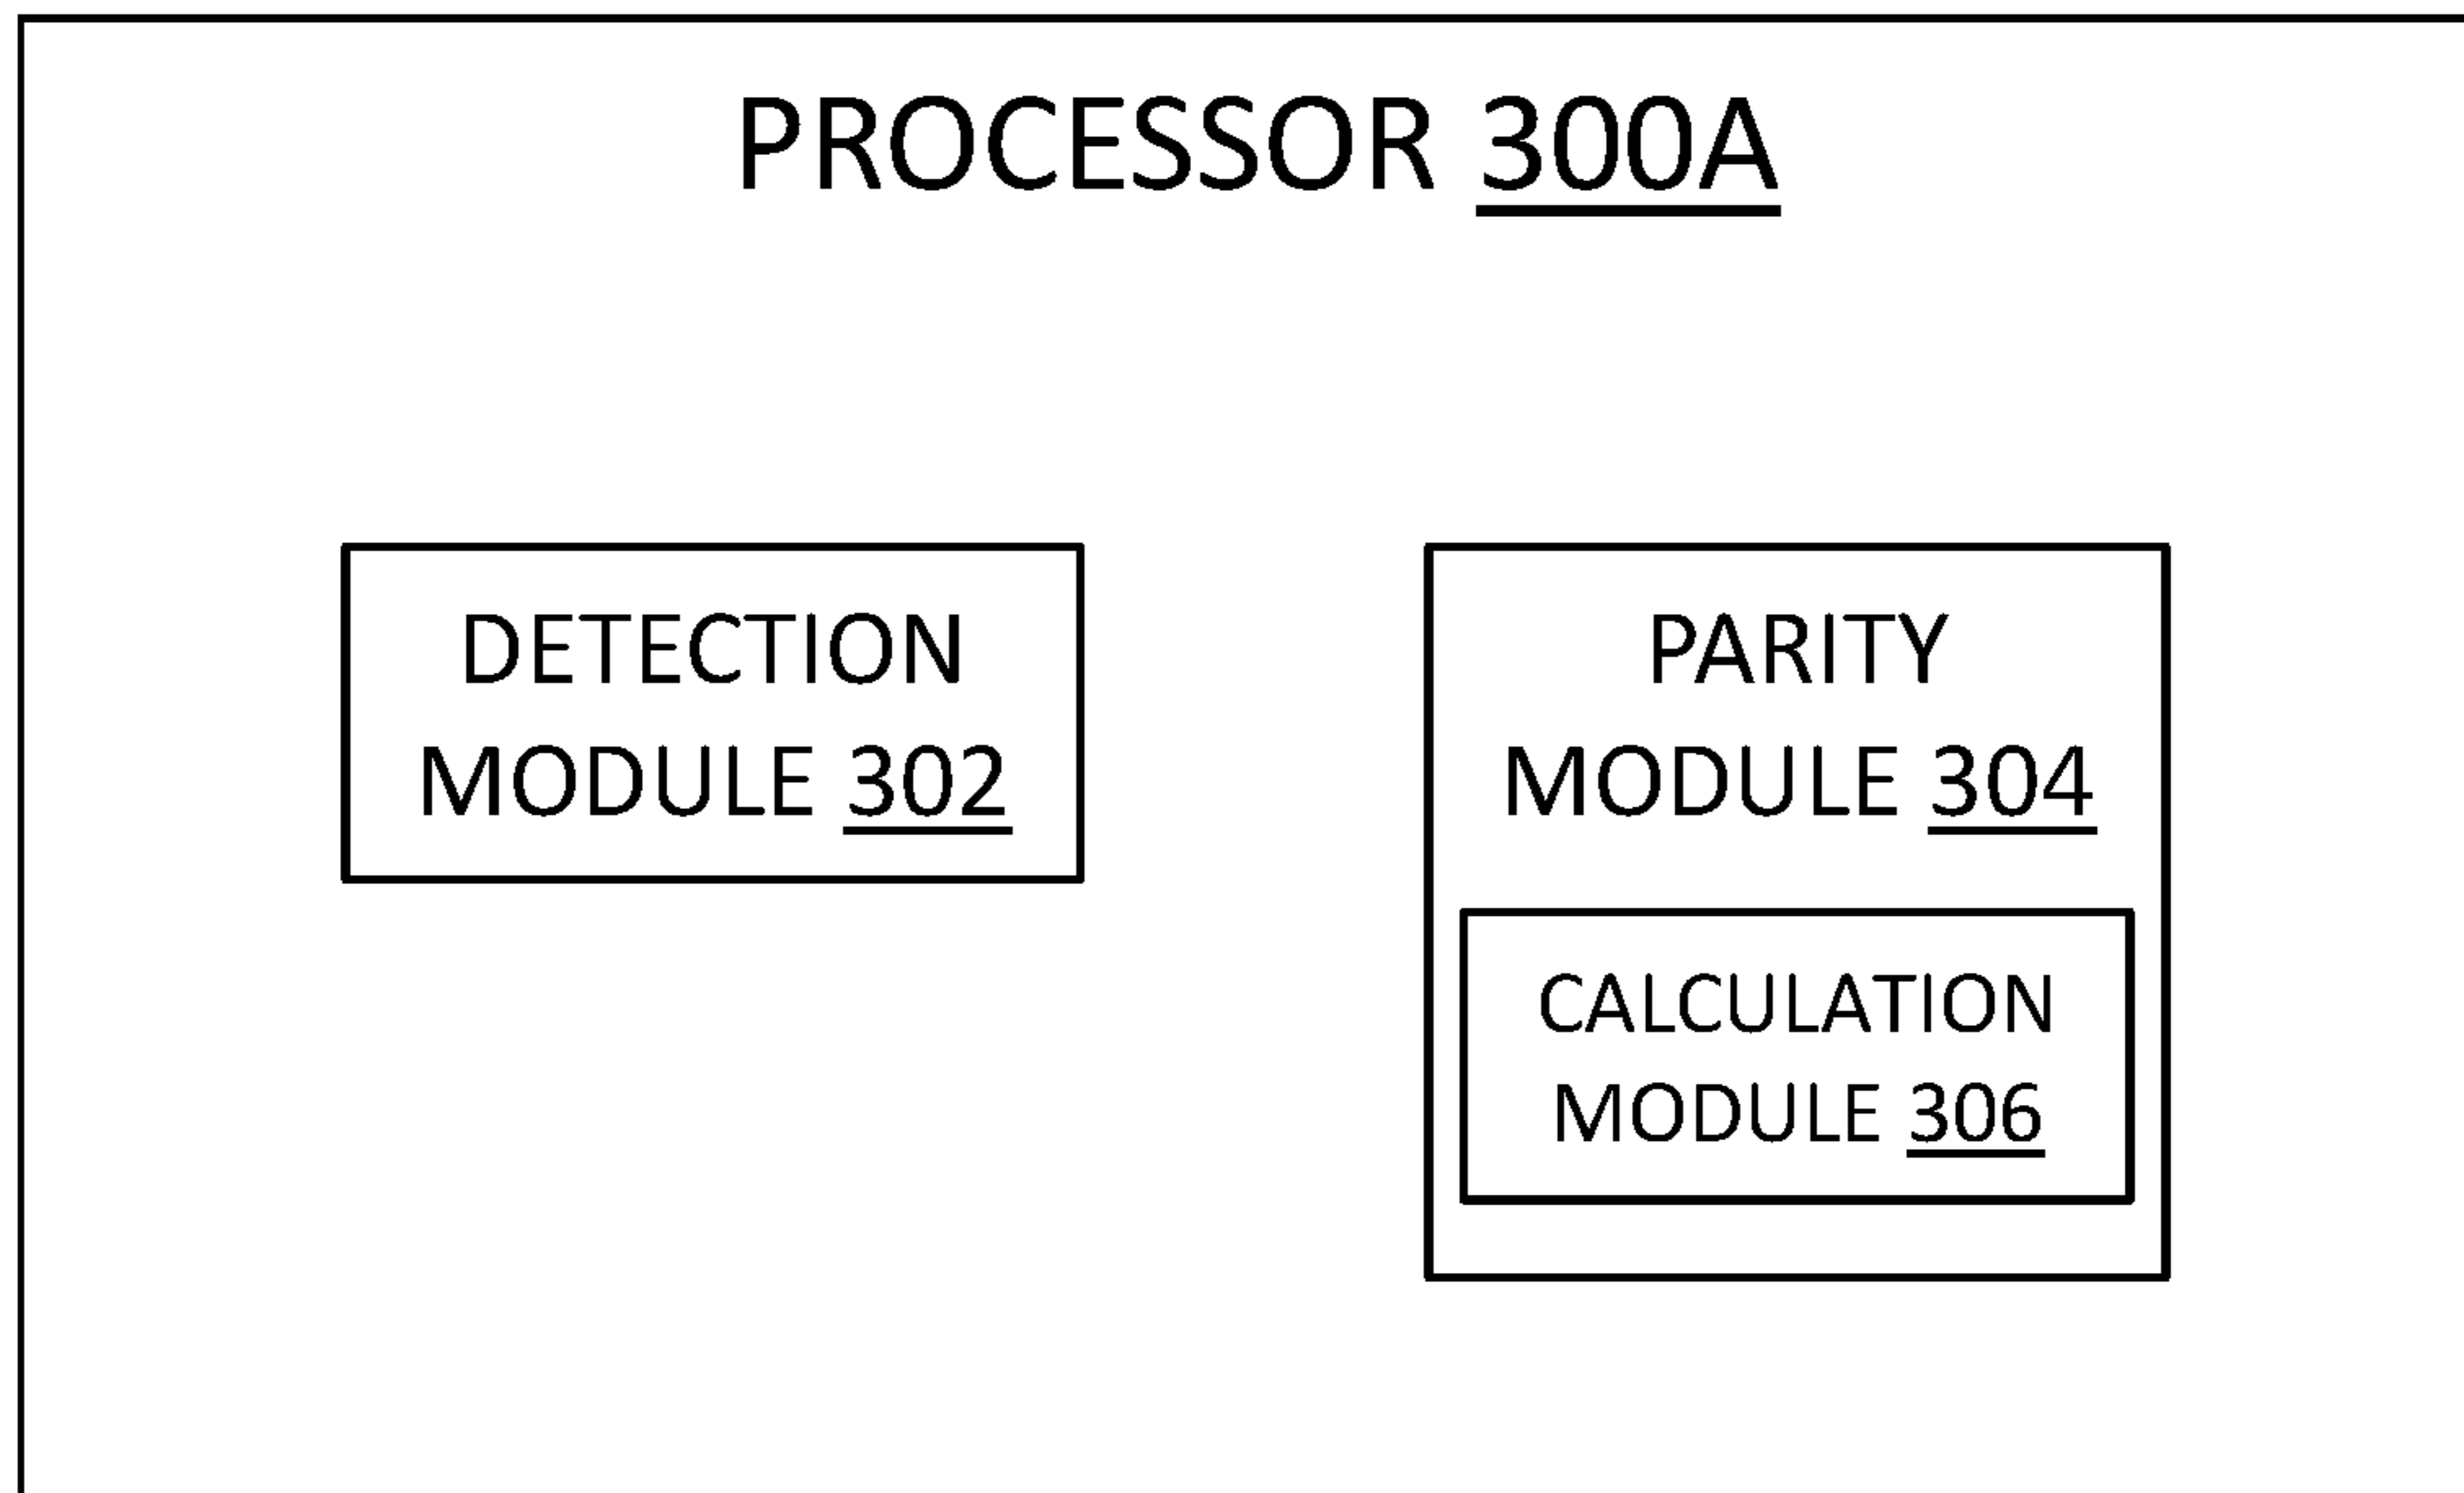 PROCESSOR 300A
DETECTION
MODULE 302
PARITY
MODULE 304
CALCULATION
MODULE 306